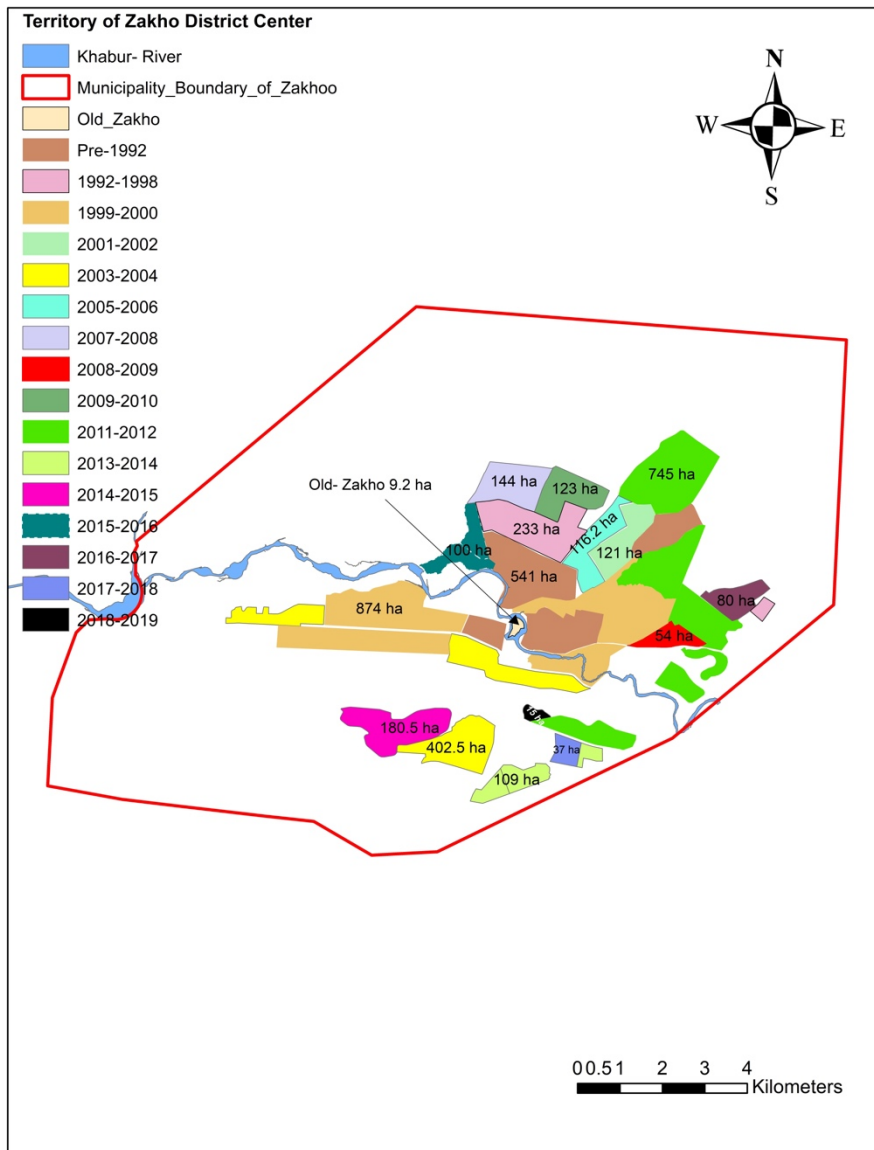 Territory of Zakho District Center
Khabur- River
Municipality_Boundary_of_Zakhoo
Old_Zakho
Pre-1992
1992-1998
1999-2000
2001-2002
2003-2004
2005-2006
2007-2008
2008-2009
2009-2010
2011-2012
2013-2014
2014-2015
2015-2016
2016-2017
2017-2018
2018-2019
N
W
E
S
745 ha
144 ha
123 ha
Old- Zakho 9.2 ha
233 ha
116.2 ha
121 ha
100 ha
541 ha
874 ha
80 ha
54 ha
180.5 ha
402.5 ha
37 ha
109 ha
0 0.5 1 2 3 4
Kilometers